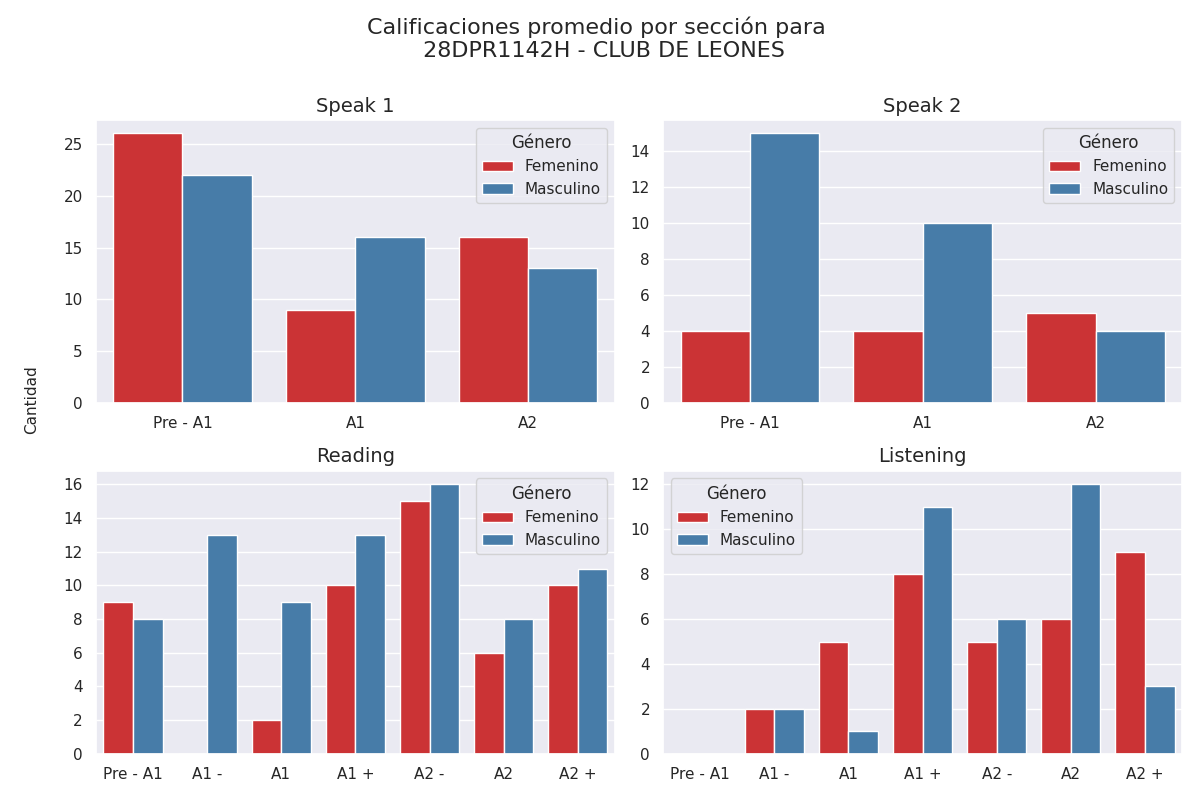 Calificaciones promedio por sección para
28DPR1142H - CLUB DE LEONES
Cantidad
Speak 1
25
20
15
10
5
0
Pre - A1 A1 A2
Género
Femenino
Masculino
Speak 2
14
12
10
8
6
4
2
0
Pre - A1 A1 A2
Género
Femenino
Masculino
Reading
16
14
12
10
8
6
4
2
0
Pre - A1 A1 - A1 A1 + A2 - A2 A2 +
Género
Femenino
Masculino
Listening
12
10
8
6
4
2
0
Pre - A1 A1 - A1 A1 + A2 - A2 A2 +
Género
Femenino
Masculino